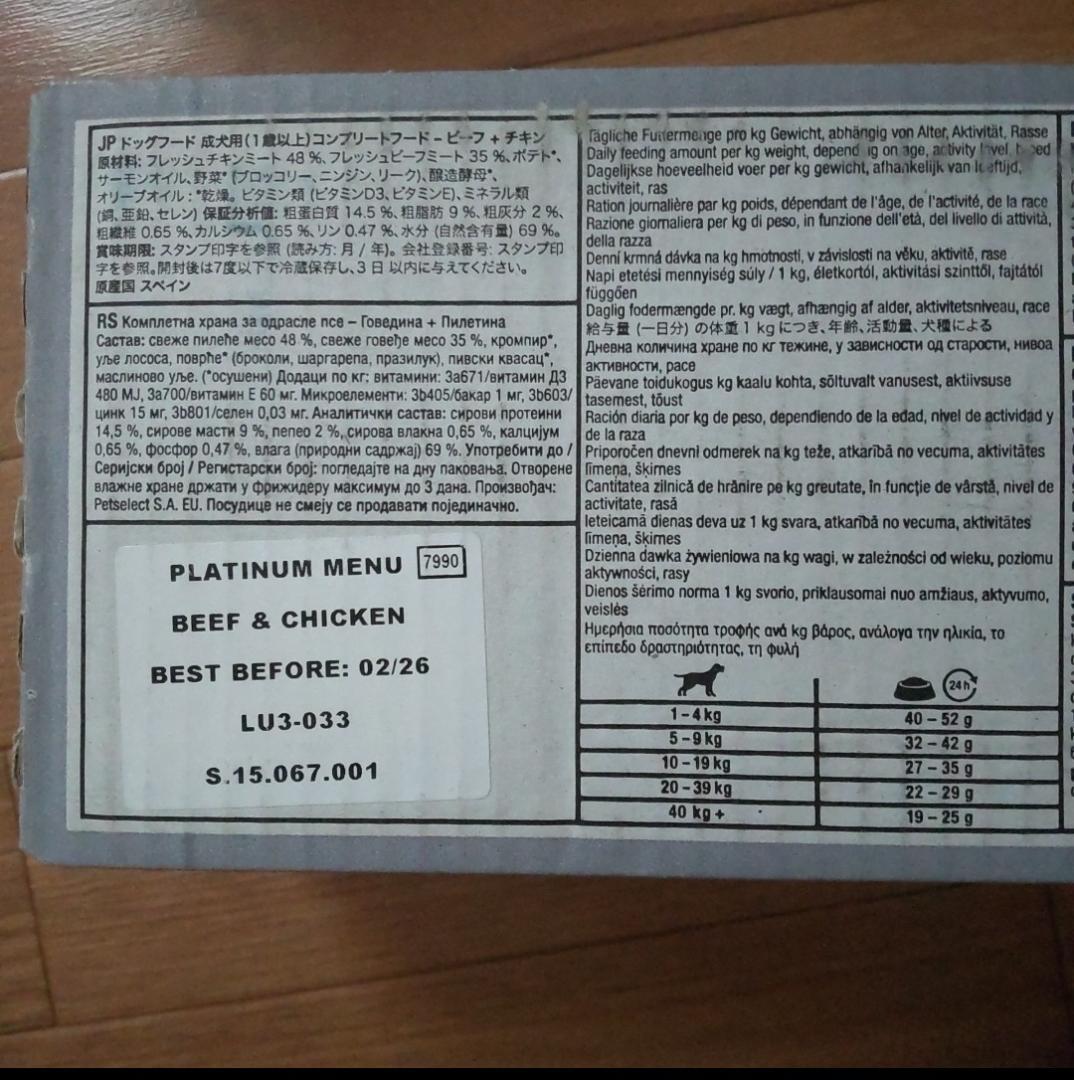 JP ドッグフード 成犬用(1歳以上)コンプリートフード – ビーフ + チキン
原材料: フレッシュチキンミート 48 %、フレッシュビーフミート 35 %、ポテト*、
サーモンオイル、野菜* (ブロッコリー、ニンジン、リーク)、醸造酵母*、
オリーブオイル : *乾燥。ビタミン類 (ビタミンD3、ビタミンE)、ミネラル類
(銅、亜鉛、セレン) 保証分析値: 粗蛋白質 14.5 %、粗脂肪 9 %、粗灰分 2 %、
粗繊維 0.65 %、カルシウム 0.65 %、リン 0.47 %、水分 (自然含有量) 69 %。
賞味期限: スタンプ印字を参照 (読み方: 月 / 年)。会社登録番号: スタンプ印
字を参照。開封後は7度以下で冷蔵保存し、3 日 以内に与えてください。
原産国 スペイン
RS Комплетна храна за одрасле псе – Говедина + Пилетина
Састав: свеже пилеће месо 48 %, свеже говеђе месо 35 %, кромпир*,
уље лососа, поврће* (броколи, шаргарепа, празилук), пивски квасац*,
маслиново уље. (*осушени) Додаци по кг: витамини: 3a671/витамин Д3
480 MJ, 3a700/витамин E 60 мг. Микроелементи: 3b405/бакар 1 мг, 3b603/
цинк 15 мг, 3b801/селен 0,03 мг. Аналитички састав: сирови протеини
14,5 %, сирове масти 9 %, пепео 2 %, сирова влакна 0,65 %, калцијум
0,65 %, фосфор 0,47 %, влага (природни садржај) 69 %. Употребити до /
Серијски број / Регистарски број: погледајте на дну паковања. Отворене
влажне хране држати у фрижидеру максимум до 3 дана. Произвођач:
Petselect S.A. EU. Посудице не смеју се продавати појединачно.
PLATINUM MENU 7990
BEEF & CHICKEN
BEST BEFORE: 02/26
LU3-033
S.15.067.001
Tägliche Futtermenge pro kg Gewicht, abhängig von Alter, Aktivität, Rasse
Daily feeding amount per kg weight, depending on age, activity level, breed
Dagelijkse hoeveelheid voer per kg gewicht, afhankelijk van leeftijd,
activiteit, ras
Ration journalière par kg poids, dépendant de l'âge, de l'activité, de la race
Razione giornaliera per kg di peso, in funzione dell'età, del livello di attività,
della razza
Denní krmná dávka na kg hmotnosti, v závislosti na věku, aktivitě, rase
Napi etetési mennyiség súly / 1 kg, életkortól, aktivitási szinttől, fajtától
függően
Daglig fodermængde pr. kg vægt, afhængig af alder, aktivitetsniveau, race
給与量 (一日分) の体重 1 kg につき、年齢、活動量、犬種による
Дневна количина хране по кг тежине, у зависности од старости, нивоа
активности, расе
Päevane toidukogus kg kaalu kohta, sõltuvalt vanusest, aktiivsuse
tasemest, tõust
Ración diaria por kg de peso, dependiendo de la edad, nivel de actividad y
de la raza
Priporočen dnevni odmerek na kg teže, atkarībā no vecuma, aktivitātes
līmeņa, šķirnes
Cantitatea zilnică de hrănire pe kg greutate, în funcție de vârstă, nivel de
activitate, rasă
Ieteicamā dienas deva uz 1 kg svara, atkarībā no vecuma, aktivitātes
līmeņa, šķirnes
Dzienna dawka żywieniowa na kg wagi, w zależności od wieku, poziomu
aktywności, rasy
Dienos šėrimo norma 1 kg svorio, priklausomai nuo amžiaus, aktyvumo,
veislės
Ημερήσια ποσότητα τροφής ανά kg βάρος, ανάλογα την ηλικία, το
επίπεδο δραστηριότητας, τη φυλή
24 h
1 – 4 kg 40 – 52 g
5 – 9 kg 32 – 42 g
10 – 19 kg 27 – 35 g
20 – 39 kg 22 – 29 g
40 kg + 19 – 25 g